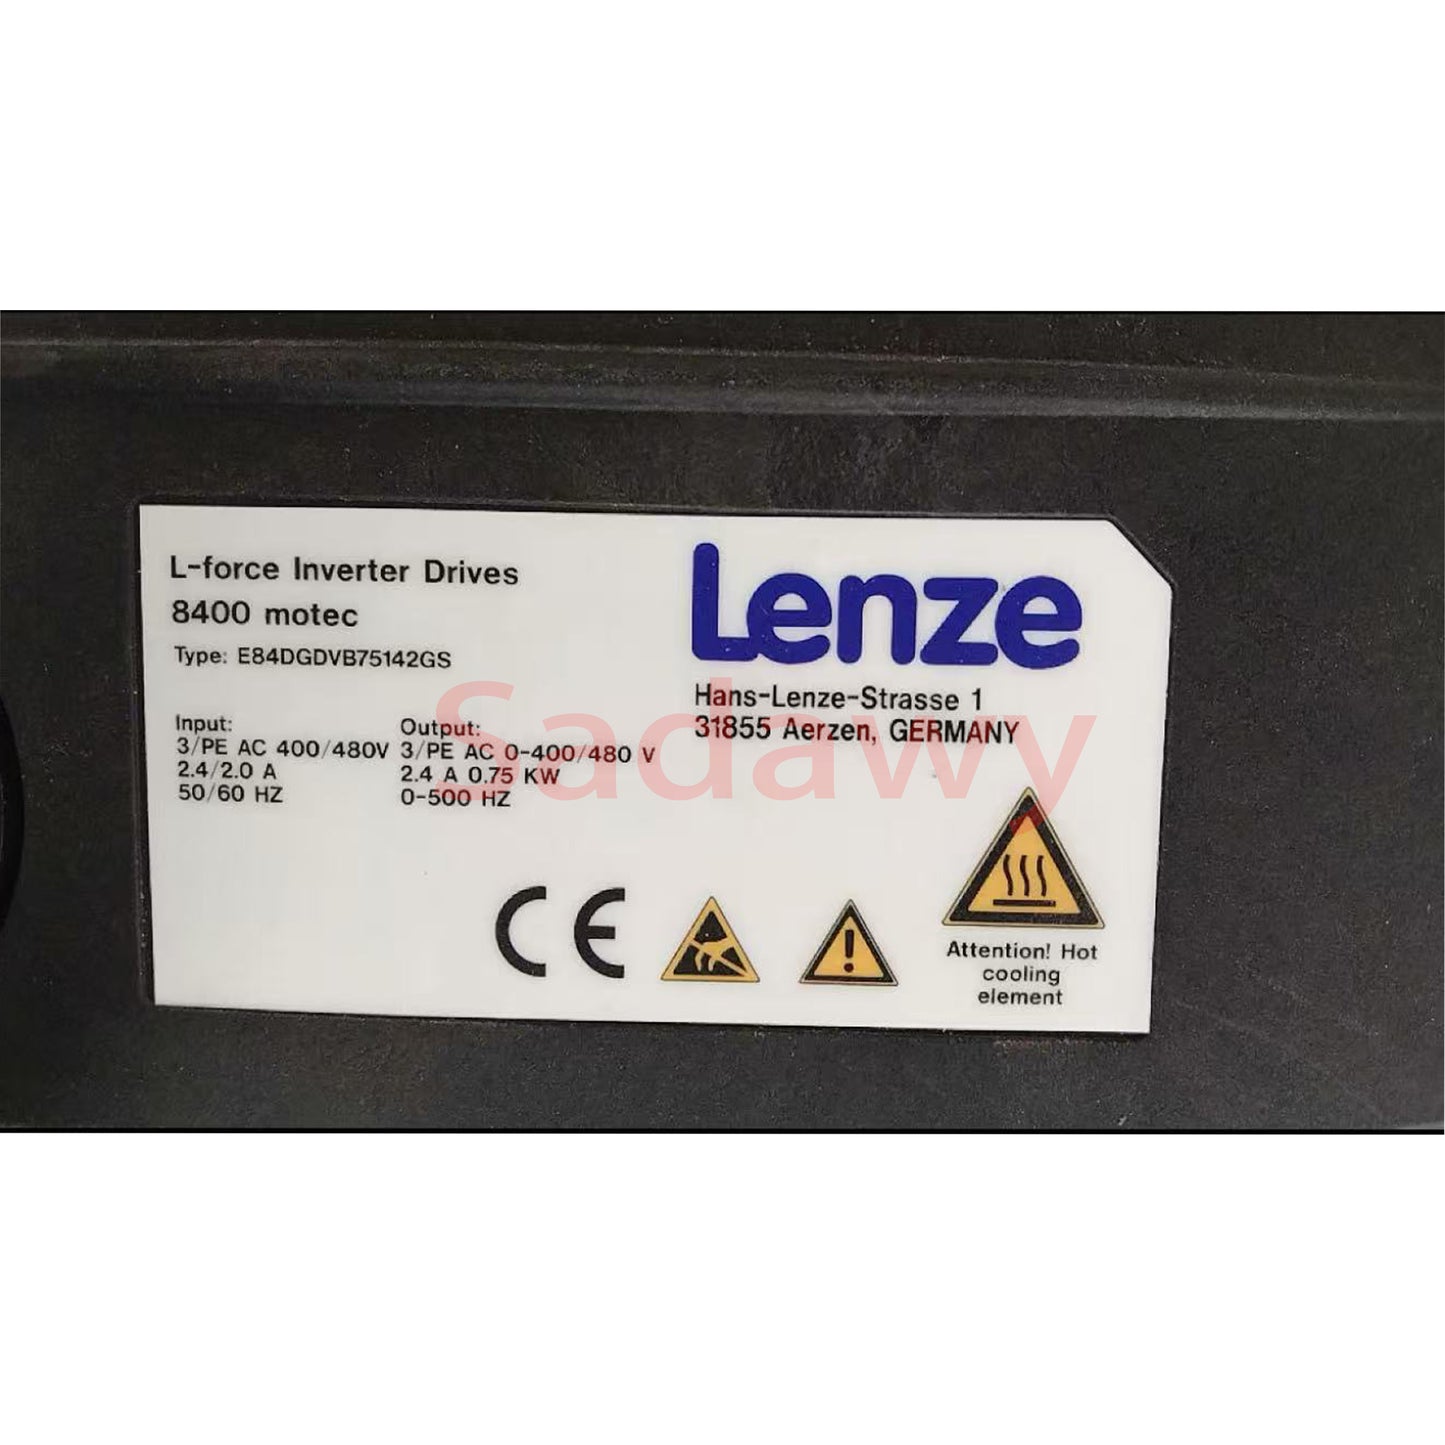 L-force Inverter Drives
8400 motec
Type: E84DGDVB75142GS
Input:
3/PE AC 400/480V
2.4/2.0 A
50/60 HZ
Output:
3/PE AC 0-400/480 V
2.4 A 0.75 KW
0-500 HZ
Lenze
Hans-Lenze-Strasse 1
31855 Aerzen, GERMANY
Sadawy
CE
Attention! Hot
cooling
element